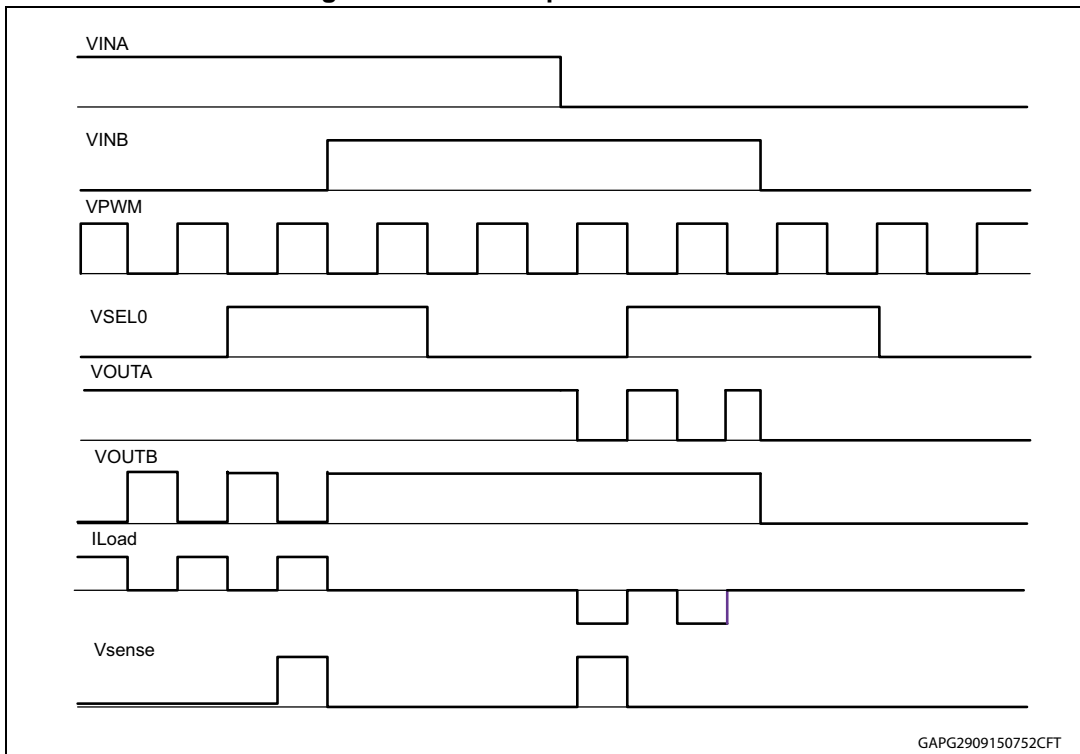 VINA
VINB
VPWM
VSEL0
VOUTA
VOUTB
ILoad
Vsense
GAPG2909150752CFT